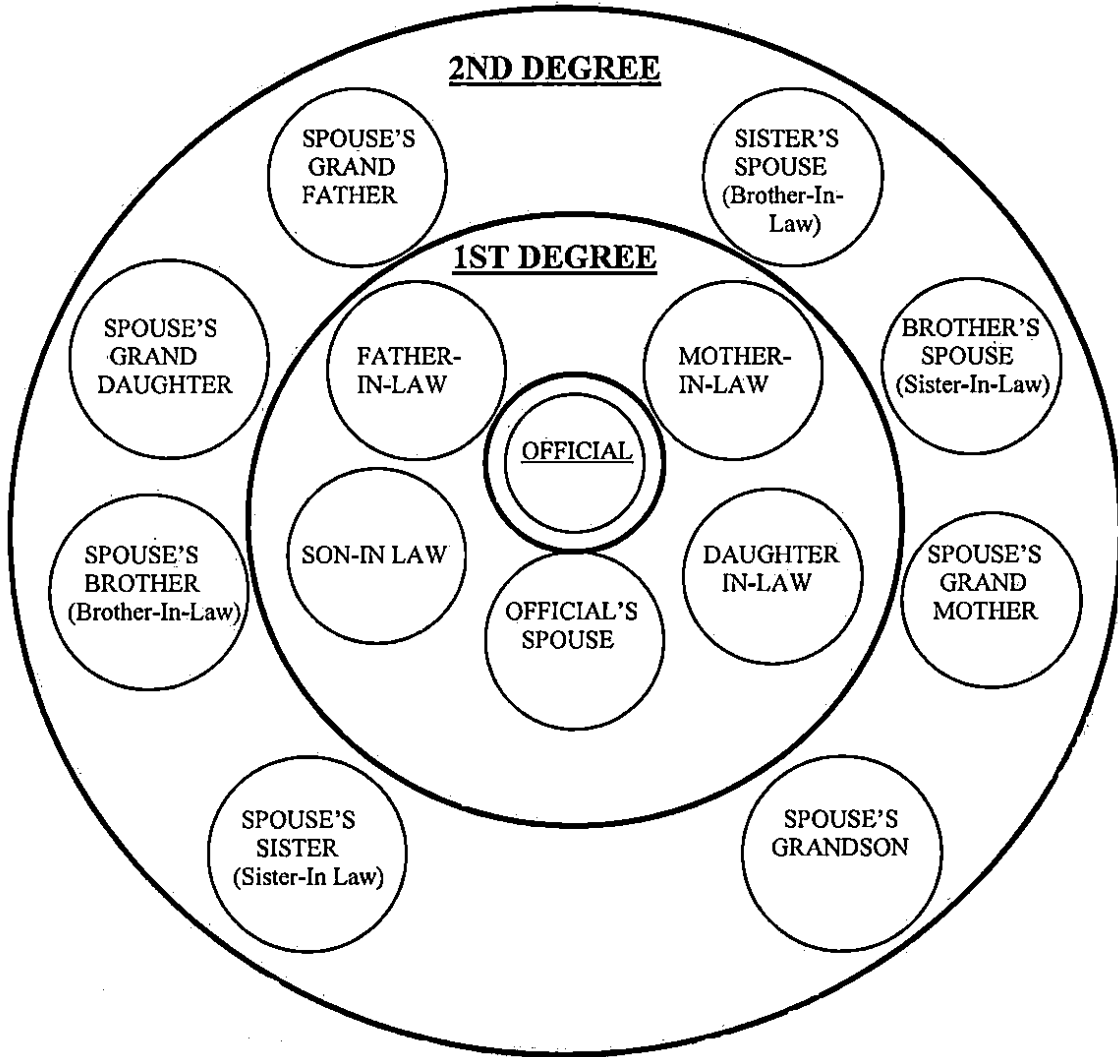 2ND DEGREE
SPOUSE'S
GRAND
FATHER
SISTER'S
SPOUSE
(Brother-In-
Law)
1ST DEGREE
SPOUSE'S
GRAND
DAUGHTER
FATHER-
IN-LAW
MOTHER-
IN-LAW
BROTHER'S
SPOUSE
(Sister-In-Law)
OFFICIAL
SPOUSE'S
BROTHER
(Brother-In-Law)
SON-IN LAW
OFFICIAL'S
SPOUSE
DAUGHTER
IN-LAW
SPOUSE'S
GRAND
MOTHER
SPOUSE'S
SISTER
(Sister-In Law)
SPOUSE'S
GRANDSON